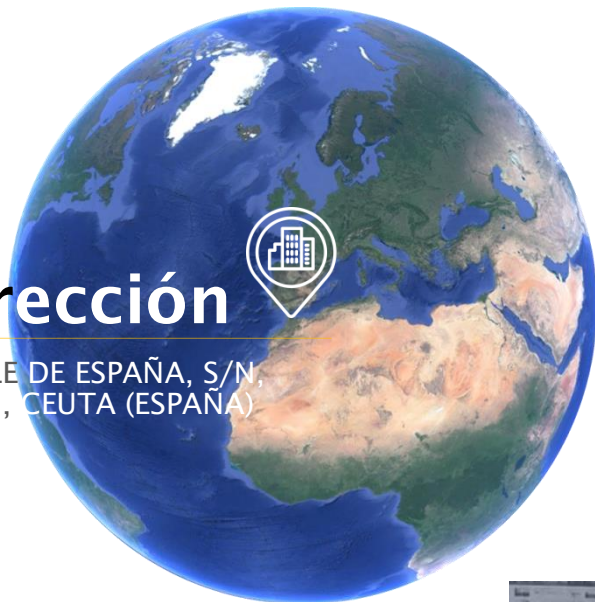 rección
E DE ESPAÑA, S/N,
, CEUTA (ESPAÑA)